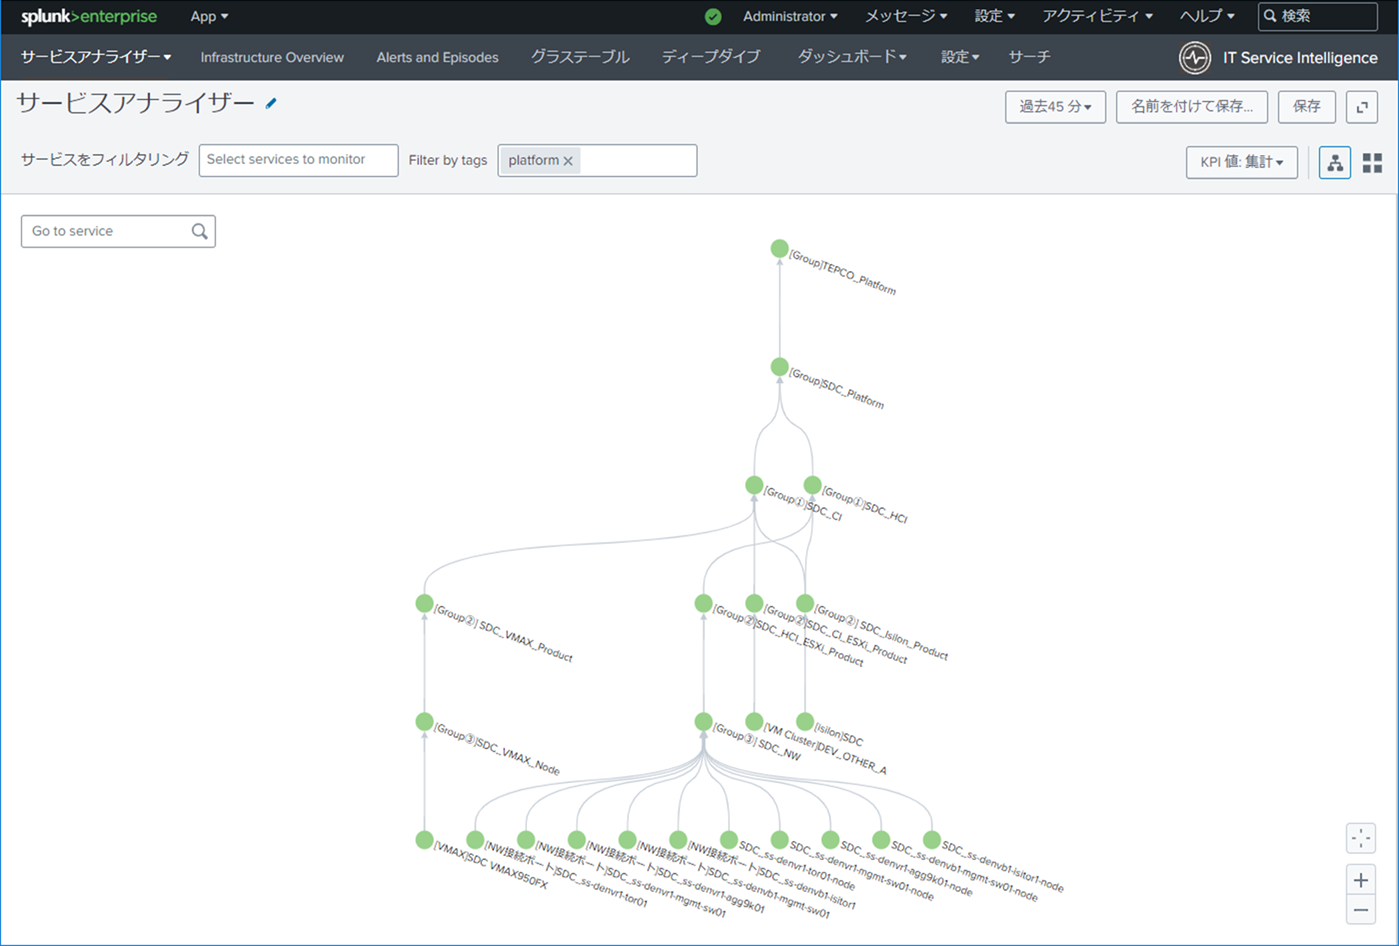 splunk>enterprise App Administrator メッセージ 設定 アクティビティ ヘルプ 検索
サービスアナライザー Infrastructure Overview Alerts and Episodes グラステーブル ディープダイブ ダッシュボード 設定 サーチ IT Service Intelligence
サービスアナライザー 過去45 分 名前を付けて保存... 保存
サービスをフィルタリング Select services to monitor Filter by tags platform × KPI 値: 集計
Go to service
[Group]TEPCO_Platform
[Group]SDC_Platform
[Group①]SDC_CI
[Group①]SDC_HCI
[Group②] SDC_VMAX_Product
[Group②]SDC_HCI_ESXi_Product
[Group②]SDC_CI_ESXi_Product
[Group②] SDC_Isilon_Product
[Group③]SDC_VMAX_Node
[Group③] SDC_NW
[VM Cluster]DEV_OTHER_A
[Isilon]SDC
[VMAX]SDC VMAX950FX
[NW接続ポート]SDC_ss-denvr1-tor01
[NW接続ポート]SDC_ss-denvr1-mgmt-sw01
[NW接続ポート]SDC_ss-denvr1-agg9k01
[NW接続ポート]SDC_ss-denvb1-mgmt-sw01
[NW接続ポート]SDC_ss-denvb1-isitor1
SDC_ss-denvr1-tor01-node
SDC_ss-denvr1-mgmt-sw01-node
SDC_ss-denvr1-agg9k01-node
SDC_ss-denvb1-mgmt-sw01-node
SDC_ss-denvb1-isitor1-node